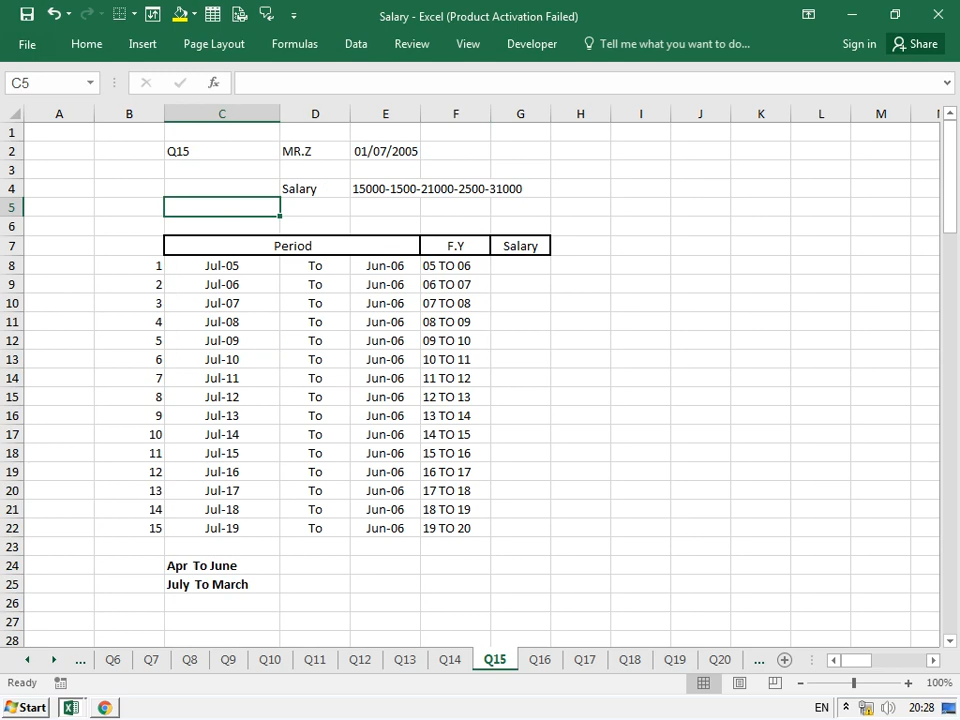 Salary - Excel (Product Activation Failed)
File Home Insert Page Layout Formulas Data Review View Developer Tell me what you want to do... Sign in Share
C5 fx
A B C D E F G H I J K L M
1
2 Q15 MR.Z 01/07/2005
3
4 Salary 15000-1500-21000-2500-31000
5
6
7 Period F.Y Salary
8 1 Jul-05 To Jun-06 05 TO 06
9 2 Jul-06 To Jun-06 06 TO 07
10 3 Jul-07 To Jun-06 07 TO 08
11 4 Jul-08 To Jun-06 08 TO 09
12 5 Jul-09 To Jun-06 09 TO 10
13 6 Jul-10 To Jun-06 10 TO 11
14 7 Jul-11 To Jun-06 11 TO 12
15 8 Jul-12 To Jun-06 12 TO 13
16 9 Jul-13 To Jun-06 13 TO 14
17 10 Jul-14 To Jun-06 14 TO 15
18 11 Jul-15 To Jun-06 15 TO 16
19 12 Jul-16 To Jun-06 16 TO 17
20 13 Jul-17 To Jun-06 17 TO 18
21 14 Jul-18 To Jun-06 18 TO 19
22 15 Jul-19 To Jun-06 19 TO 20
23
24 Apr To June
25 July To March
26
27
28
... Q6 Q7 Q8 Q9 Q10 Q11 Q12 Q13 Q14 Q15 Q16 Q17 Q18 Q19 Q20 ...
Ready 100%
Start EN 20:28